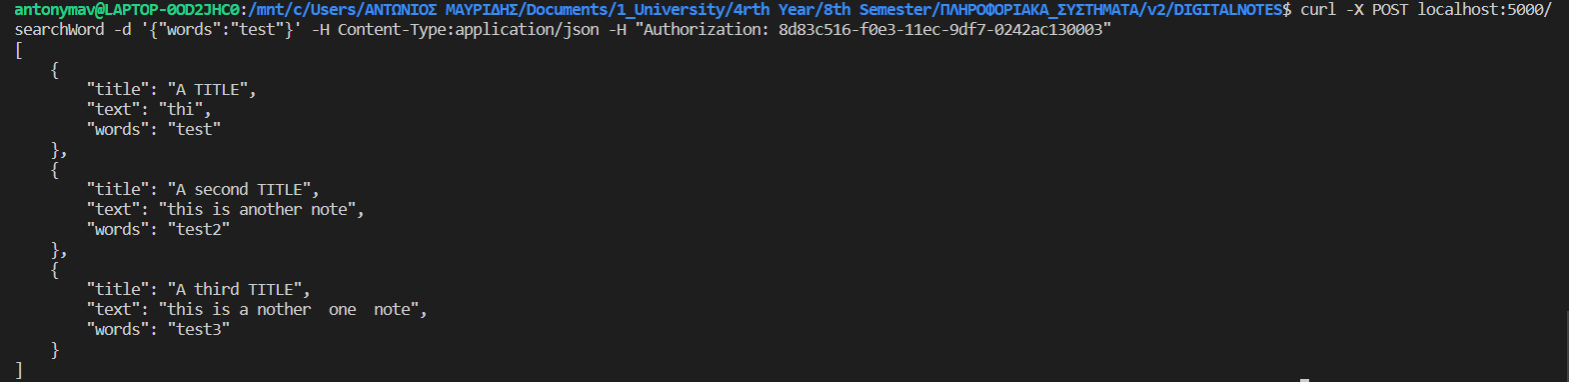 antonymav@LAPTOP-0OD2JHC0:/mnt/c/Users/ΑΝΤΩΝΙΟΣ ΜΑΥΡΙΔΗΣ/Documents/1_University/4rth Year/8th Semester/ΠΛΗΡΟΦΟΡΙΑΚΑ_ΣΥΣΤΗΜΑΤΑ/v2/DIGITALNOTES$ curl -X POST localhost:5000/
searchWord -d '{"words":"test"}' -H Content-Type:application/json -H "Authorization: 8d83c516-f0e3-11ec-9df7-0242ac130003"
[
    {
        "title": "A TITLE",
        "text": "thi",
        "words": "test"
    },
    {
        "title": "A second TITLE",
        "text": "this is another note",
        "words": "test2"
    },
    {
        "title": "A third TITLE",
        "text": "this is a nother  one  note",
        "words": "test3"
    }
]